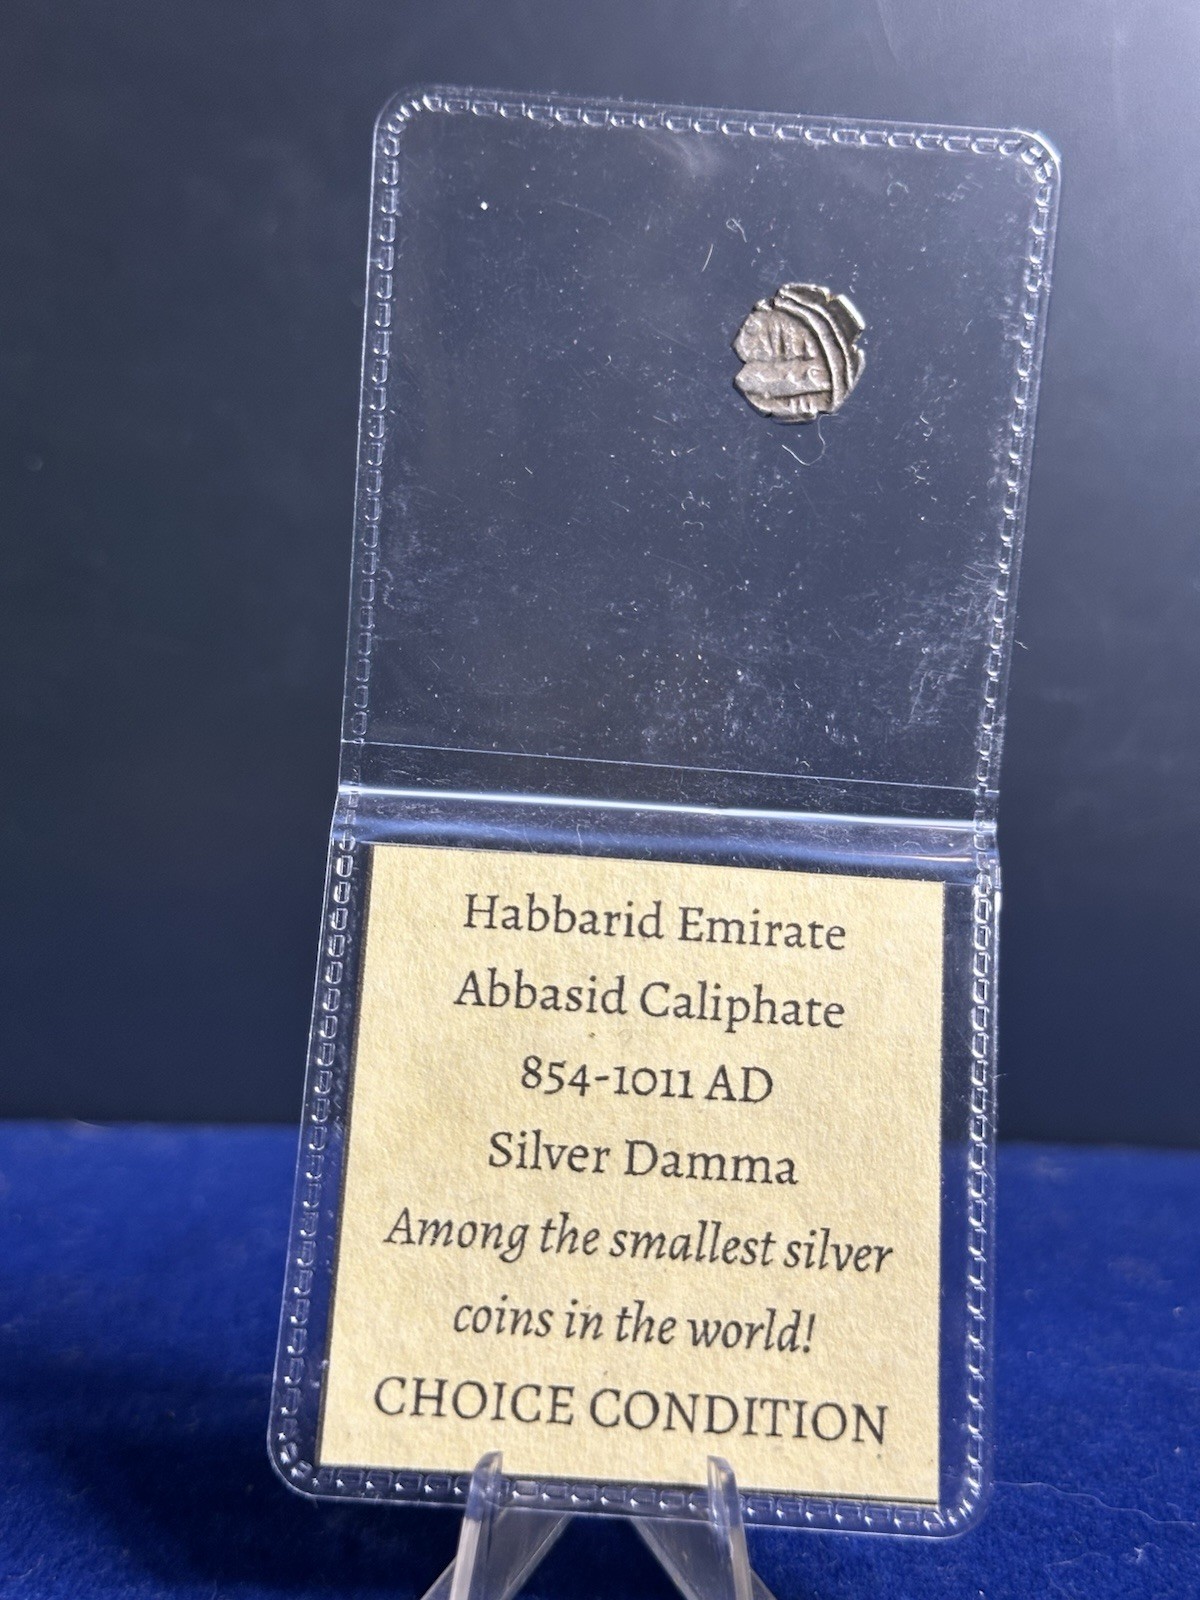 Habbarid Emirate
Abbasid Caliphate
854-1011 AD
Silver Damma
Among the smallest silver
coins in the world!
CHOICE CONDITION